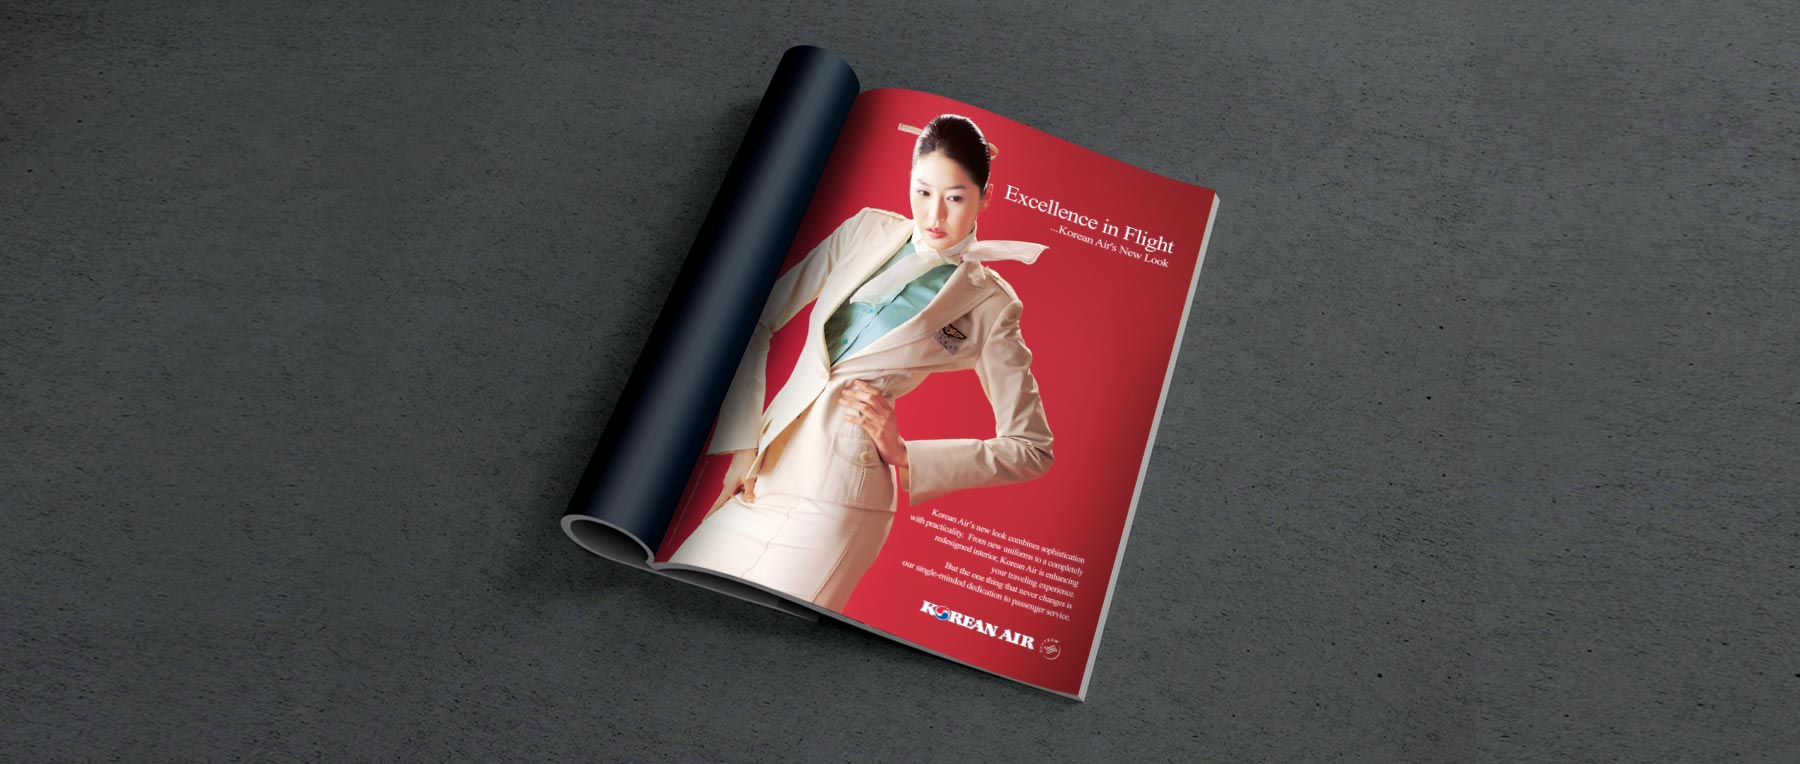 Excellence in Flight
...Korean Air's New Look
Korean Air's new look combines sophistication
with practicality. From new uniforms to a completely
redesigned interior, Korean Air is enhancing
your traveling experience.
But the one thing that never changes is
our single-minded dedication to passenger service.
KOREAN AIR